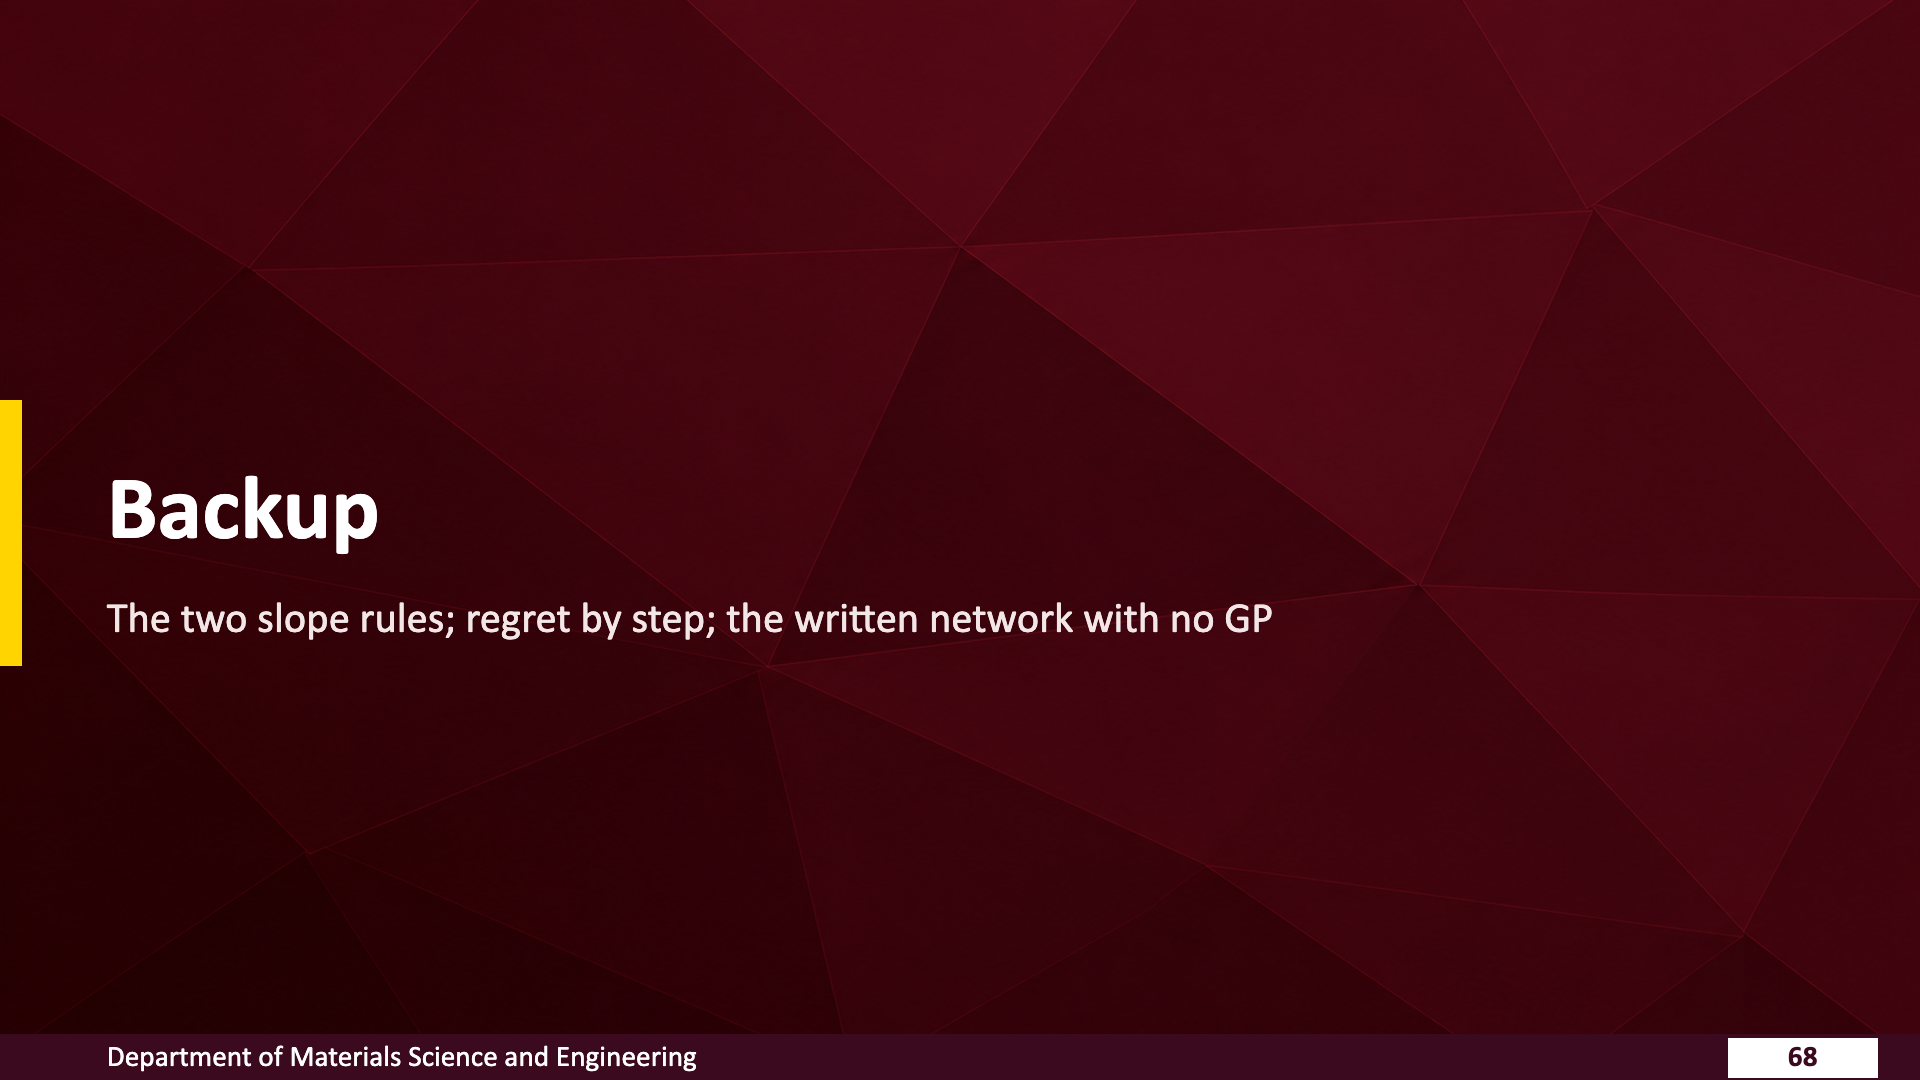 Backup
The two slope rules; regret by step; the written network with no GP
Department of Materials Science and Engineering
68